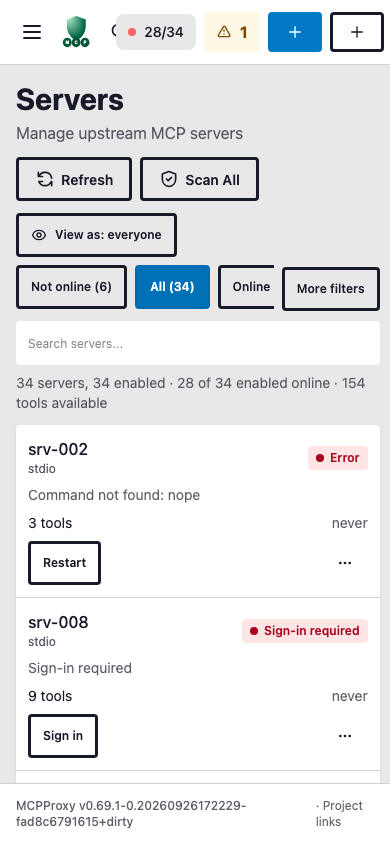 MCP
28/34
1
Servers
Manage upstream MCP servers
Refresh
Scan All
View as: everyone
Not online (6)
All (34)
Online
More filters
Search servers...
34 servers, 34 enabled · 28 of 34 enabled online · 154
tools available
srv-002
stdio
Error
Command not found: nope
3 tools
never
Restart
srv-008
stdio
Sign-in required
Sign-in required
9 tools
never
Sign in
MCPProxy v0.69.1-0.20260926172229-
fad8c6791615+dirty
· Project
links